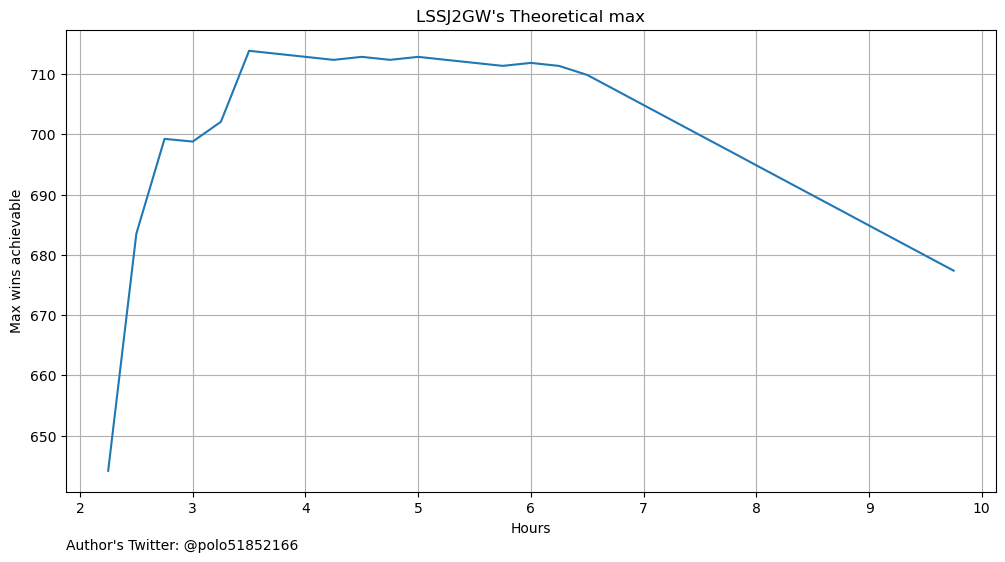 LSSJ2GW's Theoretical max
Max wins achievable
710
700
690
680
670
660
650
2 3 4 5 6 7 8 9 10
Hours
Author's Twitter: @polo51852166